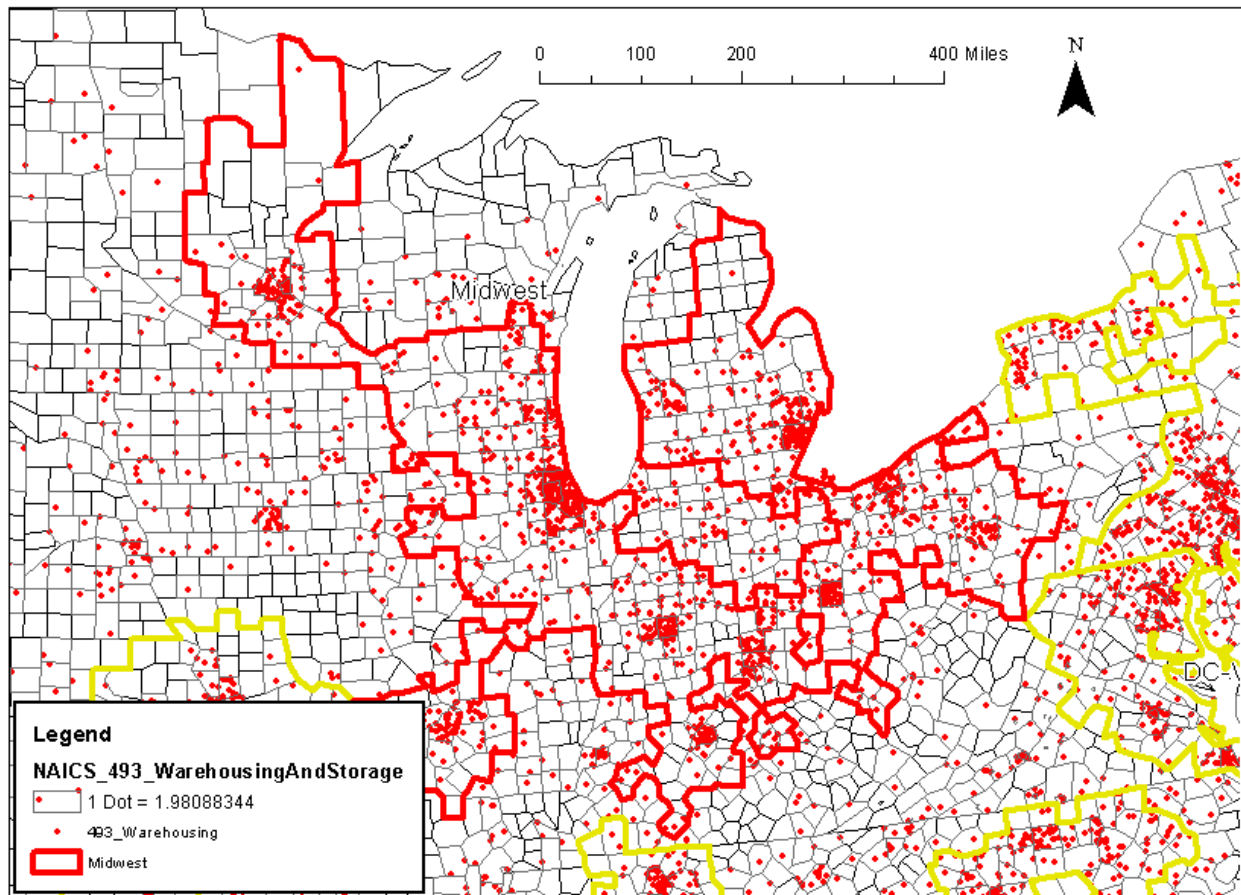 0 100 200 400 Miles
N
Midwest
DC-V
Legend
NAICS_493_WarehousingAndStorage
1 Dot = 1.98088344
493_Warehousing
Midwest